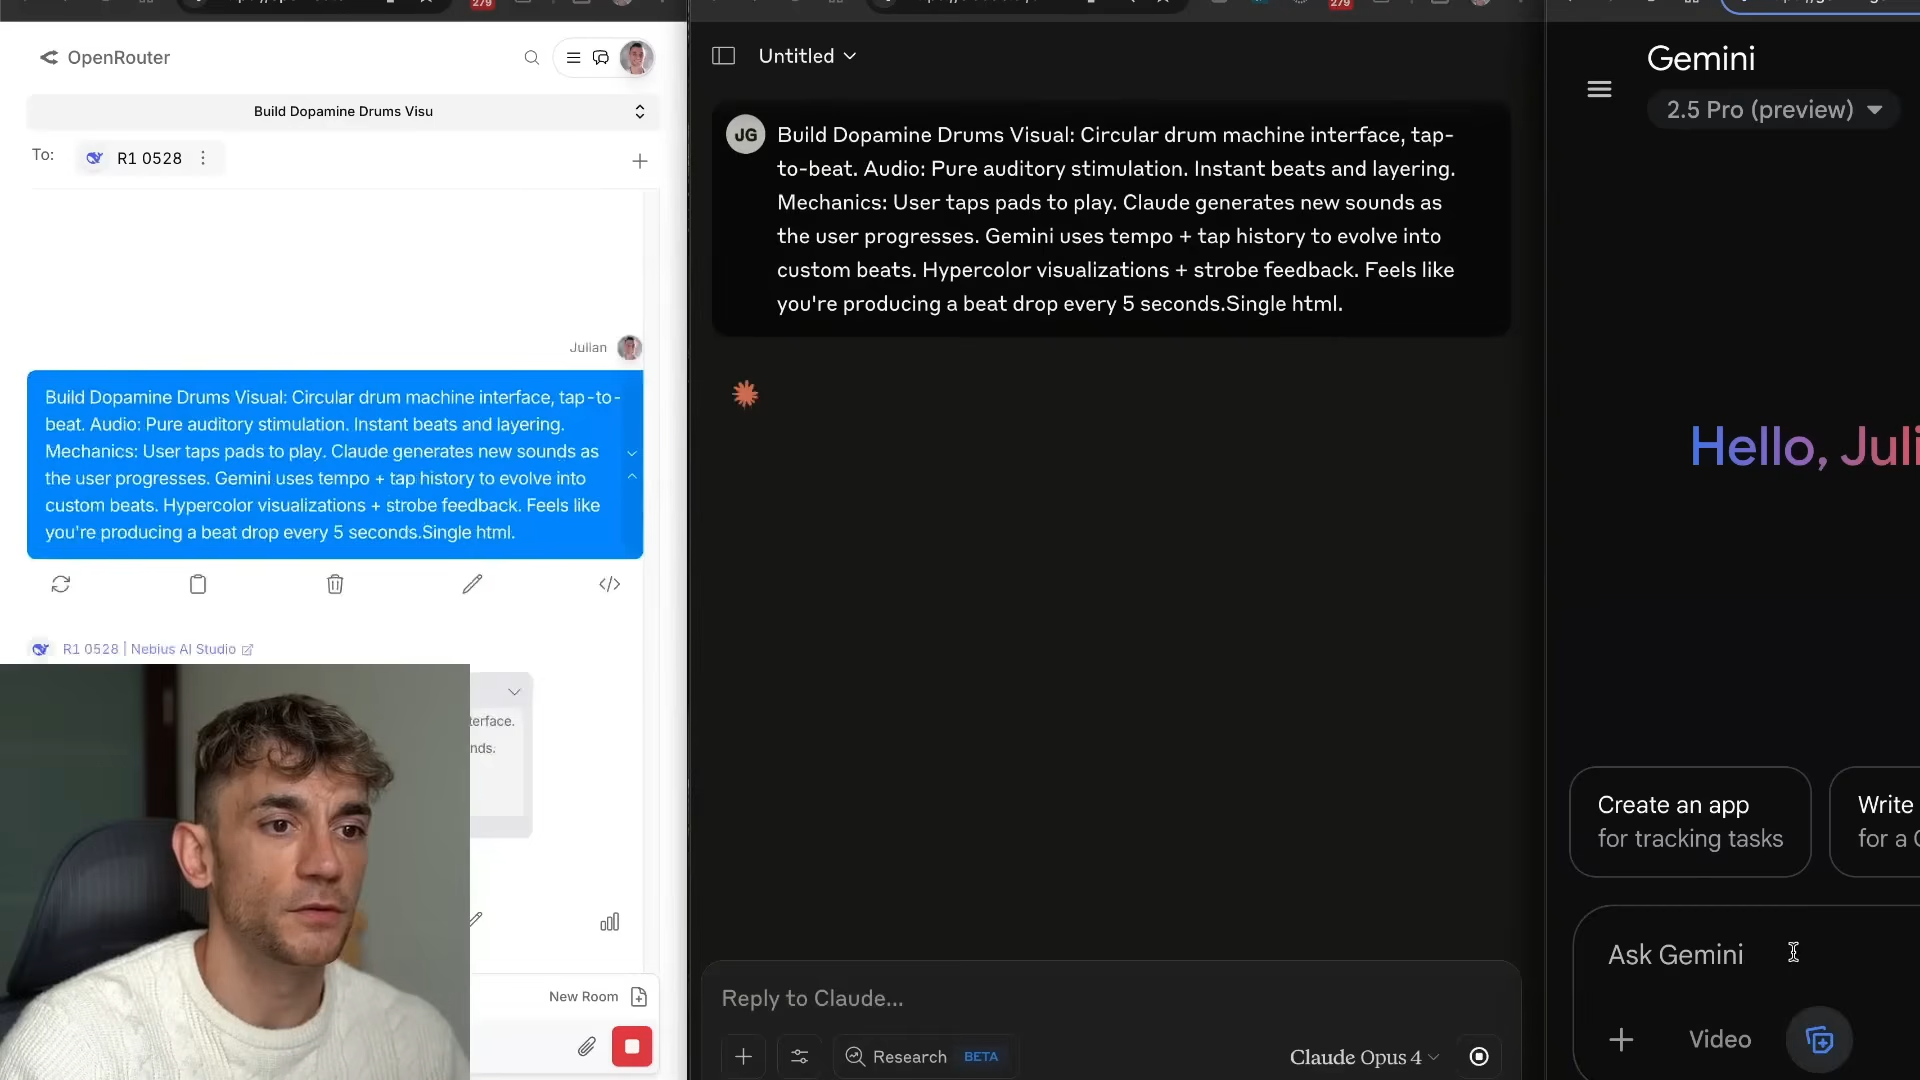 OpenRouter
Build Dopamine Drums Visu
To:
R1 0528
Julian
Build Dopamine Drums Visual: Circular drum machine interface, tap-to-
beat. Audio: Pure auditory stimulation. Instant beats and layering.
Mechanics: User taps pads to play. Claude generates new sounds as
the user progresses. Gemini uses tempo + tap history to evolve into
custom beats. Hypercolor visualizations + strobe feedback. Feels like
you're producing a beat drop every 5 seconds.Single html.
R1 0528 | Nebius AI Studio
terface.
nds.
New Room
279
Untitled
JG
Build Dopamine Drums Visual: Circular drum machine interface, tap-
to-beat. Audio: Pure auditory stimulation. Instant beats and layering.
Mechanics: User taps pads to play. Claude generates new sounds as
the user progresses. Gemini uses tempo + tap history to evolve into
custom beats. Hypercolor visualizations + strobe feedback. Feels like
you're producing a beat drop every 5 seconds.Single html.
Reply to Claude...
Research BETA
Claude Opus 4
279
Gemini
2.5 Pro (preview)
Hello, Juli
Create an app
for tracking tasks
Write
for a
Ask Gemini
Video